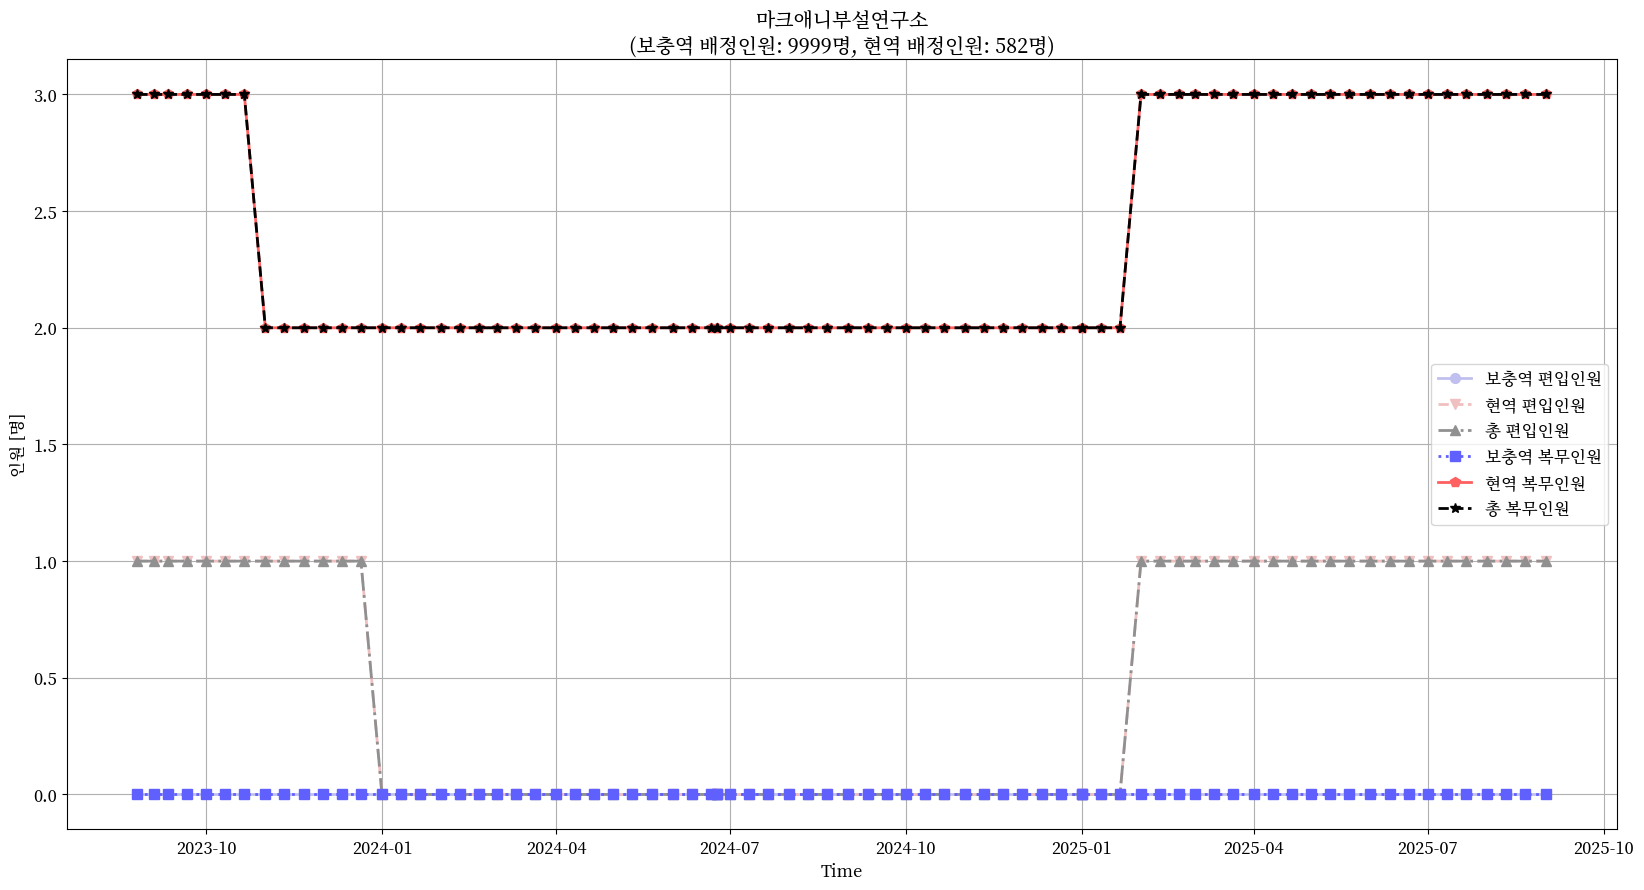 마크애니부설연구소
(보충역 배정인원: 9999명, 현역 배정인원: 582명)
3.0
2.5
2.0
1.5
1.0
0.5
0.0
인원 [명]
보충역 편입인원
현역 편입인원
총 편입인원
보충역 복무인원
현역 복무인원
총 복무인원
2023-10
2024-01
2024-04
2024-07
2024-10
2025-01
2025-04
2025-07
2025-10
Time